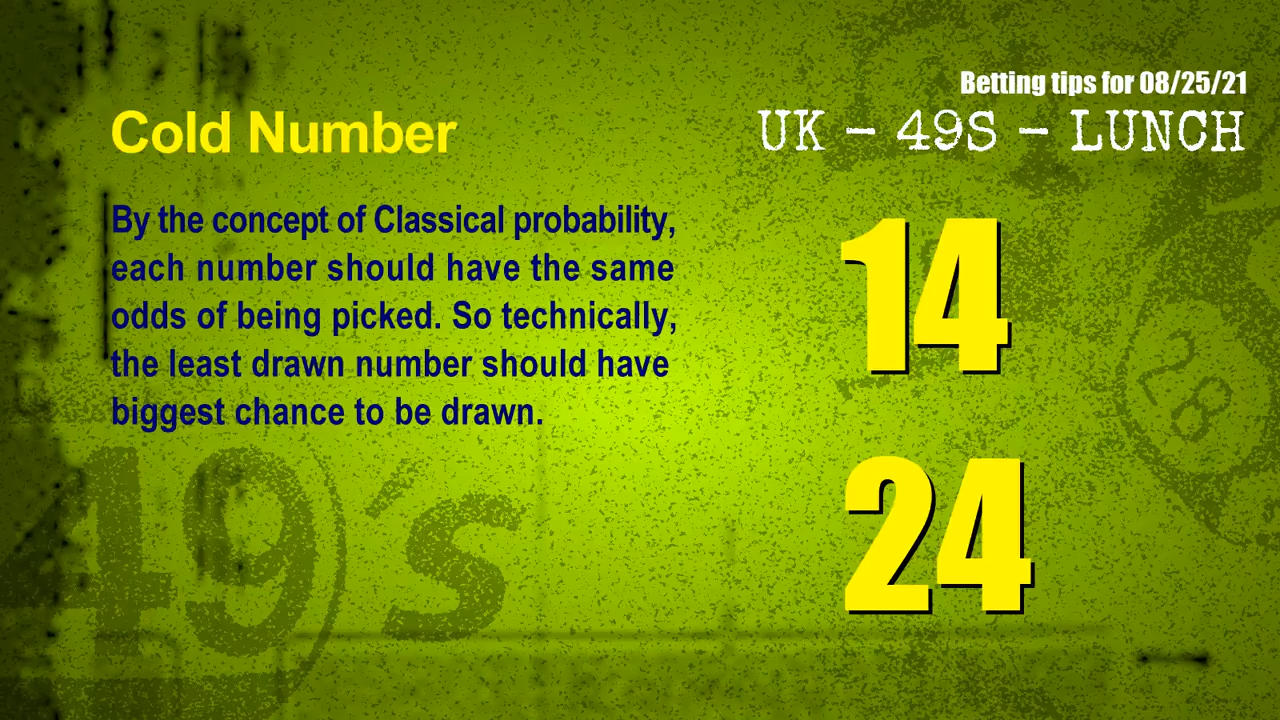 Betting tips for 08/25/21
UK - 49S - LUNCH
Cold Number
By the concept of Classical probability,
each number should have the same
odds of being picked. So technically,
the least drawn number should have
biggest chance to be drawn.
14
24
28
49's